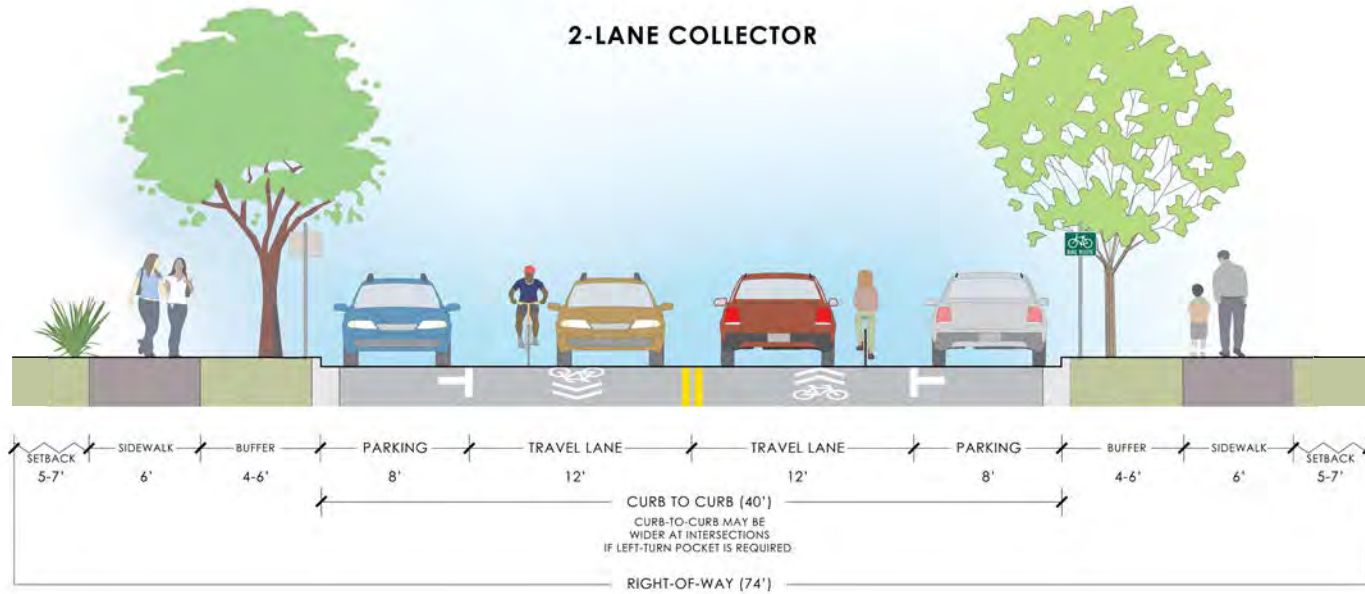 2-LANE COLLECTOR
BIKE ROUTE
SETBACK SIDEWALK BUFFER PARKING TRAVEL LANE TRAVEL LANE PARKING BUFFER SIDEWALK SETBACK
5-7' 6' 4-6' 8' 12' 12' 8' 4-6' 6' 5-7'
CURB TO CURB (40')
CURB-TO-CURB MAY BE
WIDER AT INTERSECTIONS
IF LEFT-TURN POCKET IS REQUIRED
RIGHT-OF-WAY (74')